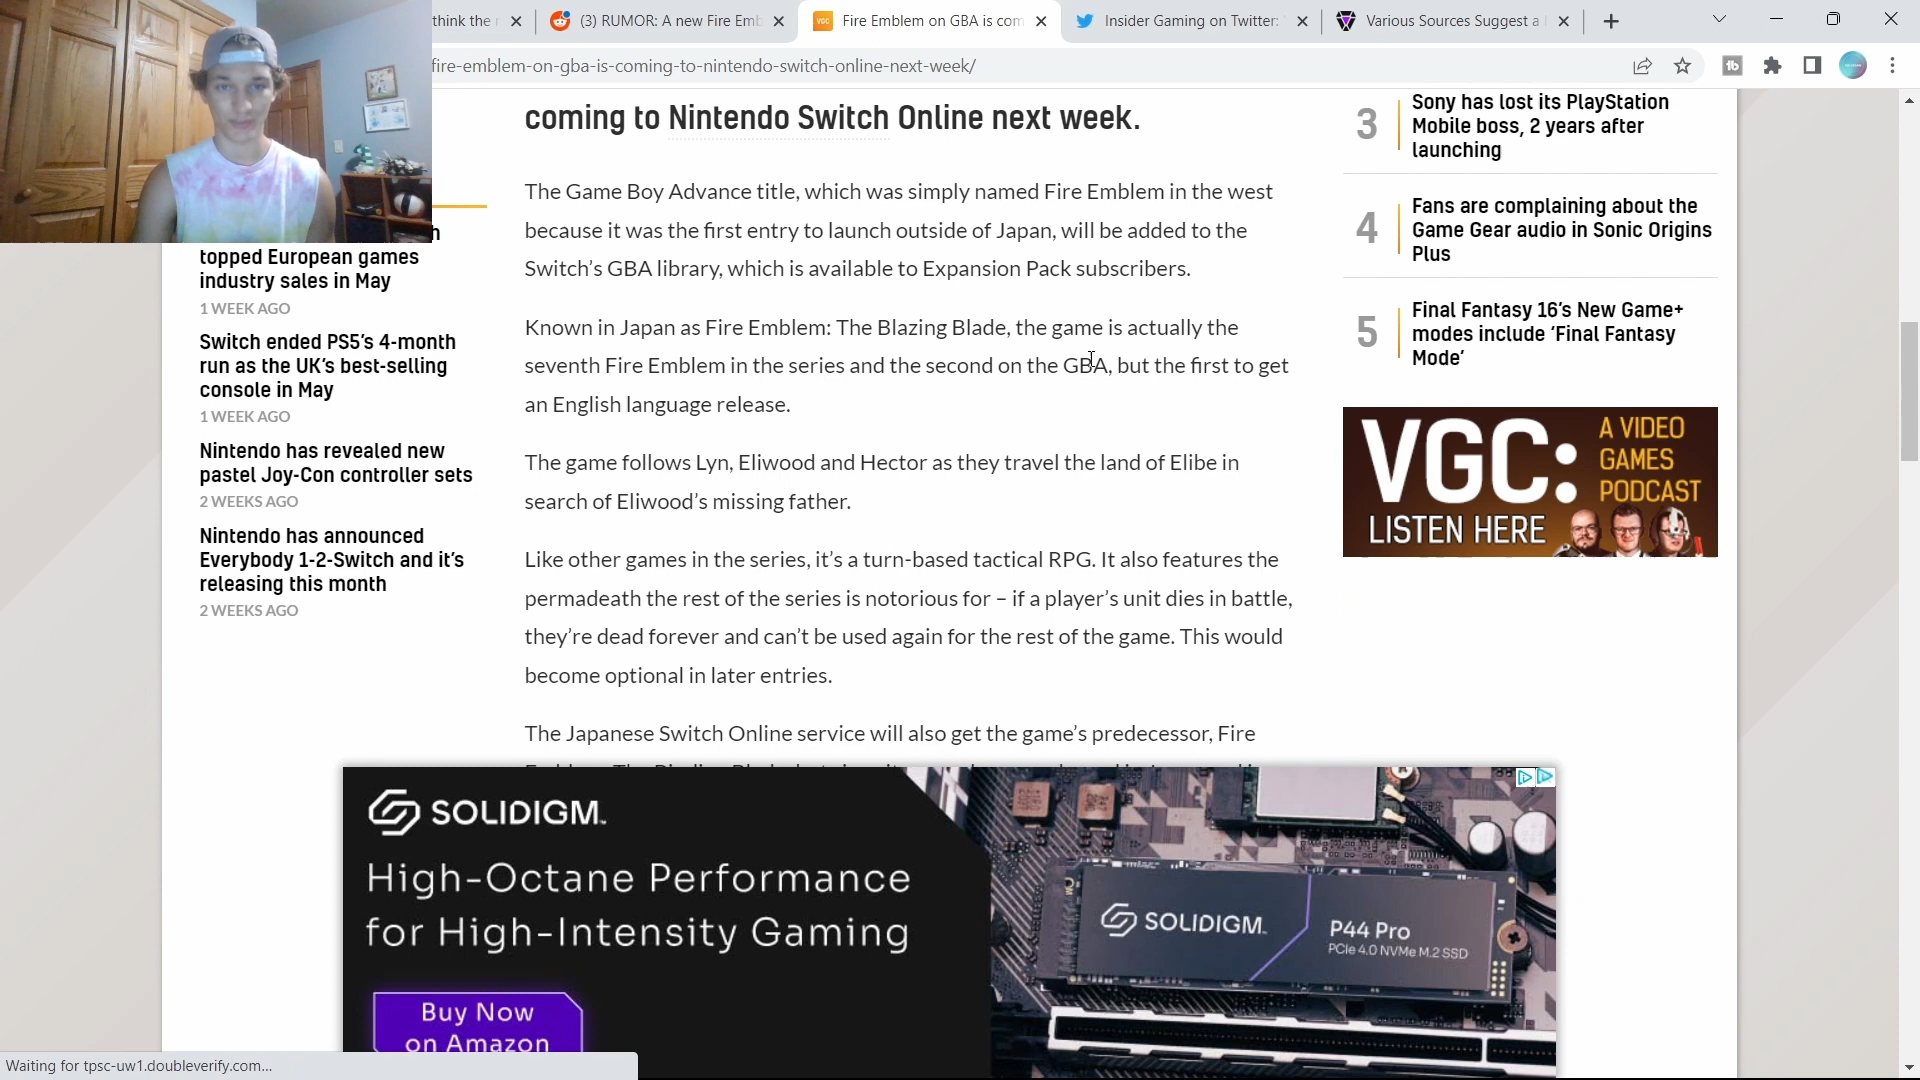 think the r
(3) RUMOR: A new Fire Emb
Fire Emblem on GBA is com
Insider Gaming on Twitter:
Various Sources Suggest a
fire-emblem-on-gba-is-coming-to-nintendo-switch-online-next-week/
coming to Nintendo Switch Online next week.
The Game Boy Advance title, which was simply named Fire Emblem in the west
because it was the first entry to launch outside of Japan, will be added to the
Switch's GBA library, which is available to Expansion Pack subscribers.
Known in Japan as Fire Emblem: The Blazing Blade, the game is actually the
seventh Fire Emblem in the series and the second on the GBA, but the first to get
an English language release.
The game follows Lyn, Eliwood and Hector as they travel the land of Elibe in
search of Eliwood's missing father.
Like other games in the series, it's a turn-based tactical RPG. It also features the
permadeath the rest of the series is notorious for – if a player's unit dies in battle,
they're dead forever and can't be used again for the rest of the game. This would
become optional in later entries.
The Japanese Switch Online service will also get the game's predecessor, Fire
topped European games
industry sales in May
1 WEEK AGO
Switch ended PS5's 4-month
run as the UK's best-selling
console in May
1 WEEK AGO
Nintendo has revealed new
pastel Joy-Con controller sets
2 WEEKS AGO
Nintendo has announced
Everybody 1-2-Switch and it's
releasing this month
2 WEEKS AGO
3
Sony has lost its PlayStation
Mobile boss, 2 years after
launching
4
Fans are complaining about the
Game Gear audio in Sonic Origins
Plus
5
Final Fantasy 16's New Game+
modes include 'Final Fantasy
Mode'
VGC:
A VIDEO
GAMES
PODCAST
LISTEN HERE
SOLIDIGM™
High-Octane Performance
for High-Intensity Gaming
Buy Now
on Amazon
SOLIDIGM™
P44 Pro
PCIe 4.0 NVMe M.2 SSD
Waiting for tpsc-uw1.doubleverify.com...